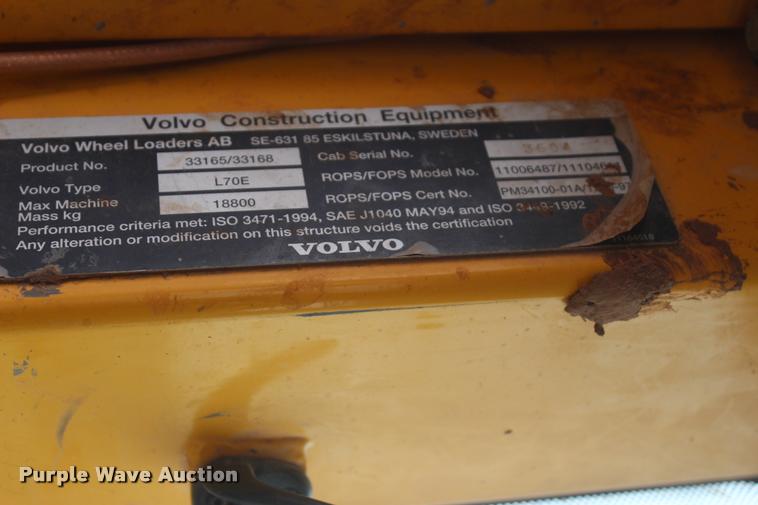 Volvo Construction Equipment
Volvo Wheel Loaders AB SE-631 85 ESKILSTUNA, SWEDEN
Product No. 33165/33168 Cab Serial No.
Volvo Type L70E ROPS/FOPS Model No. 11006487/
Max Machine Mass kg 18800 ROPS/FOPS Cert No. PM34100-01A/
Performance criteria met: ISO 3471-1994, SAE J1040 MAY94 and ISO
Any alteration or modification on this structure voids the certification
VOLVO
Purple Wave Auction